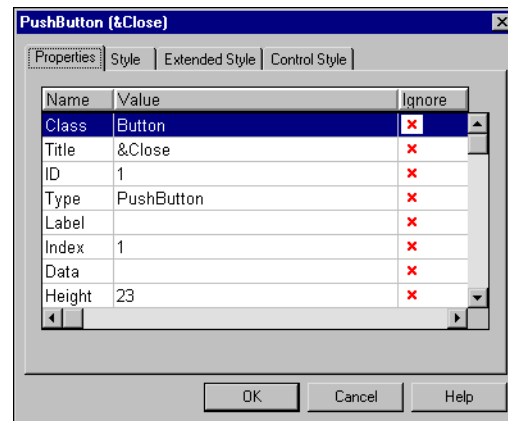 PushButton (&Close)
Properties Style Extended Style Control Style
Name Value Ignore
Class Button
Title &Close
ID 1
Type PushButton
Label
Index 1
Data
Height 23
OK Cancel Help